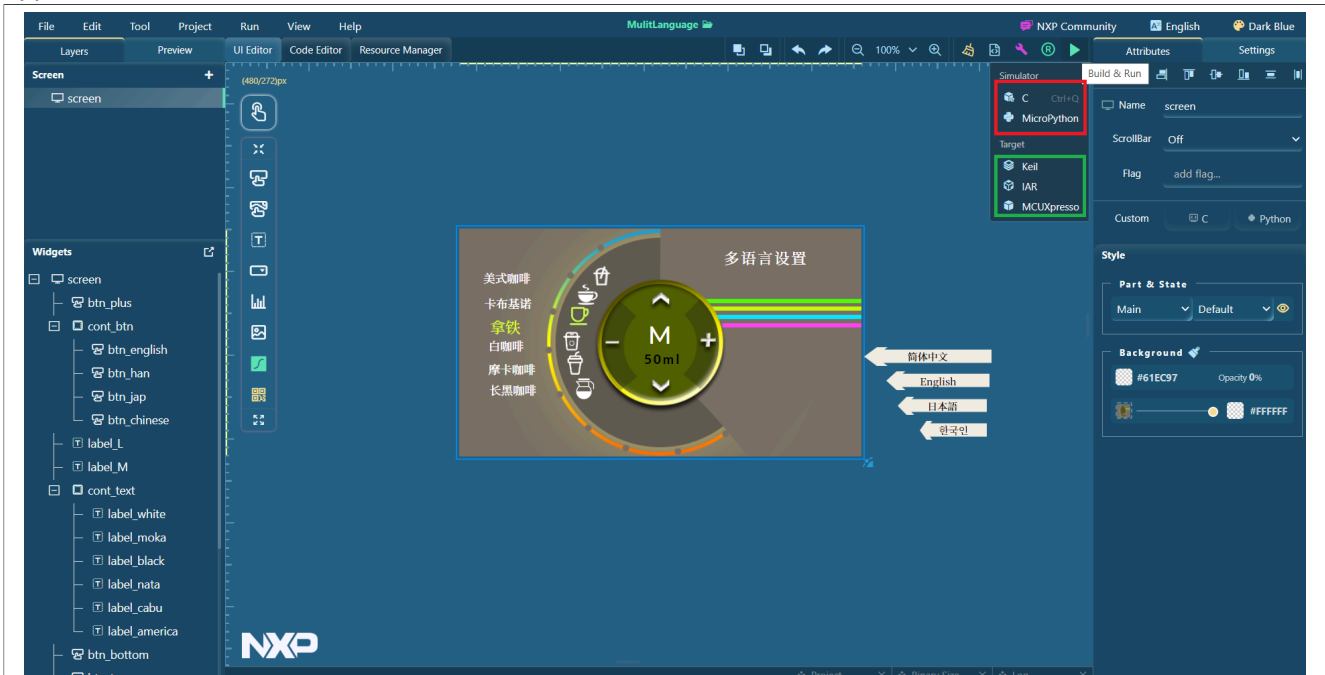 File Edit Tool Project Run View Help MulitLanguage NXP Community English Dark Blue
Layers Preview UI Editor Code Editor Resource Manager 100% Attributes Settings
Screen +
screen
(480/272)px
Simulator
C Ctrl+Q
MicroPython
Target
Keil
IAR
MCUXpresso
Build & Run
Name screen
ScrollBar Off
Flag add flag...
Custom C Python
Style
Part & State
Main Default
Background
#61EC97 Opacity 0%
#FFFFFF
Widgets
screen
btn_plus
cont_btn
btn_english
btn_han
btn_jap
btn_chinese
label_L
label_M
cont_text
label_white
label_moka
label_black
label_nata
label_cabu
label_america
btn_bottom
多语言设置
美式咖啡
卡布基诺
拿铁
白咖啡
摩卡咖啡
长黑咖啡
M
50ml
简体中文
English
日本語
한국인
NXP
Project Binary Size Log